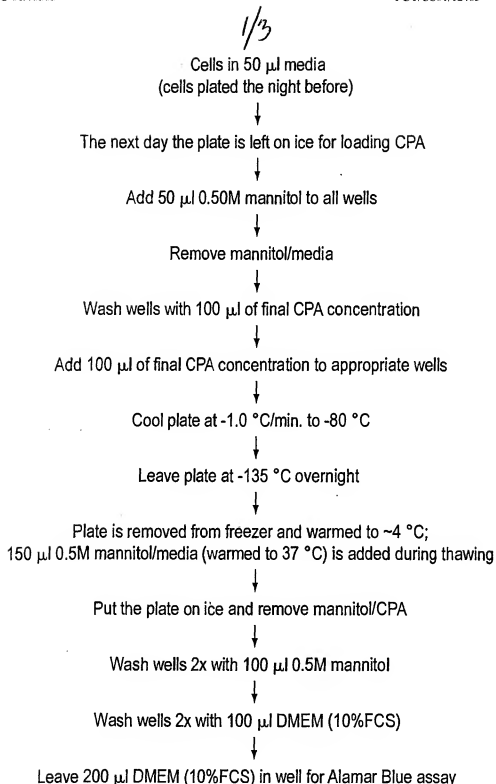 1/3
Cells in 50 µl media
(cells plated the night before)
The next day the plate is left on ice for loading CPA
Add 50 µl 0.50M mannitol to all wells
Remove mannitol/media
Wash wells with 100 µl of final CPA concentration
Add 100 µl of final CPA concentration to appropriate wells
Cool plate at -1.0 °C/min. to -80 °C
Leave plate at -135 °C overnight
Plate is removed from freezer and warmed to ~4 °C;
150 µl 0.5M mannitol/media (warmed to 37 °C) is added during thawing
Put the plate on ice and remove mannitol/CPA
Wash wells 2x with 100 µl 0.5M mannitol
Wash wells 2x with 100 µl DMEM (10%FCS)
Leave 200 µl DMEM (10%FCS) in well for Alamar Blue assay